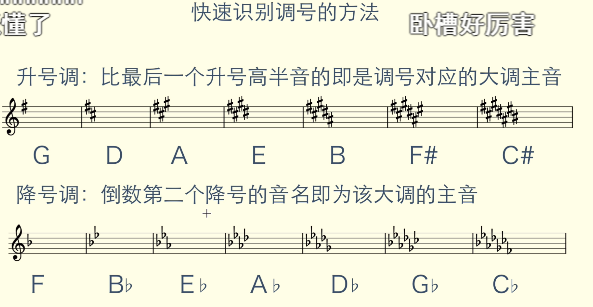 快速识别调号的方法
懂了
卧槽好厉害
升号调：比最后一个升号高半音的即是调号对应的大调主音
G D A E B F# C#
降号调：倒数第二个降号的音名即为该大调的主音
F B♭ E♭ A♭ D♭ G♭ C♭